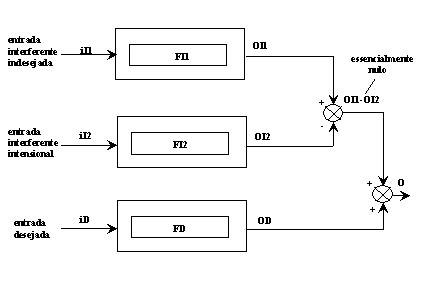 entrada
interferente
indesejada
iI1
FI1
OI1
essencialmente
nulo
+
OI1-OI2
-
entrada
interferente
intensional
iI2
FI2
OI2
+
O
+
entrada
desejada
iD
FD
OD